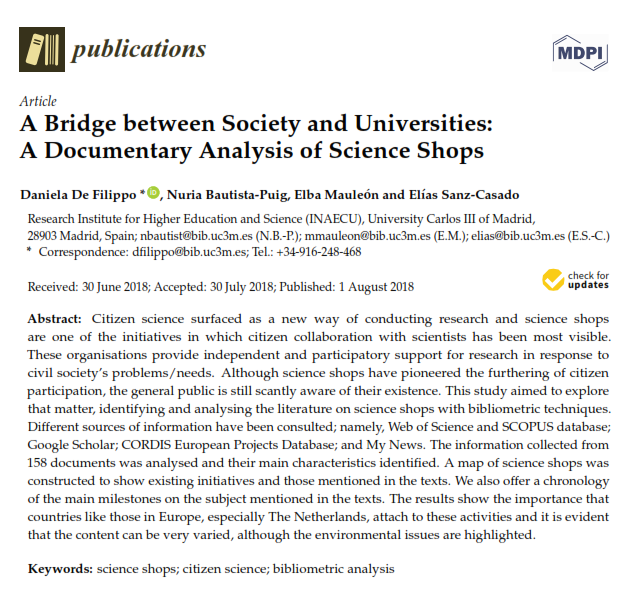 publications
MDPI
Article
A Bridge between Society and Universities:
A Documentary Analysis of Science Shops
Daniela De Filippo * iD, Nuria Bautista-Puig, Elba Mauleón and Elías Sanz-Casado
Research Institute for Higher Education and Science (INAECU), University Carlos III of Madrid,
28903 Madrid, Spain; nbautist@bib.uc3m.es (N.B.-P.); mmauleon@bib.uc3m.es (E.M.); elias@bib.uc3m.es (E.S.-C.)
* Correspondence: dfilippo@bib.uc3m.es; Tel.: +34-916-248-468
check for
updates
Received: 30 June 2018; Accepted: 30 July 2018; Published: 1 August 2018
Abstract: Citizen science surfaced as a new way of conducting research and science shops
are one of the initiatives in which citizen collaboration with scientists has been most visible.
These organisations provide independent and participatory support for research in response to
civil society's problems/needs. Although science shops have pioneered the furthering of citizen
participation, the general public is still scantly aware of their existence. This study aimed to explore
that matter, identifying and analysing the literature on science shops with bibliometric techniques.
Different sources of information have been consulted; namely, Web of Science and SCOPUS database;
Google Scholar; CORDIS European Projects Database; and My News. The information collected from
158 documents was analysed and their main characteristics identified. A map of science shops was
constructed to show existing initiatives and those mentioned in the texts. We also offer a chronology
of the main milestones on the subject mentioned in the texts. The results show the importance that
countries like those in Europe, especially The Netherlands, attach to these activities and it is evident
that the content can be very varied, although the environmental issues are highlighted.
Keywords: science shops; citizen science; bibliometric analysis